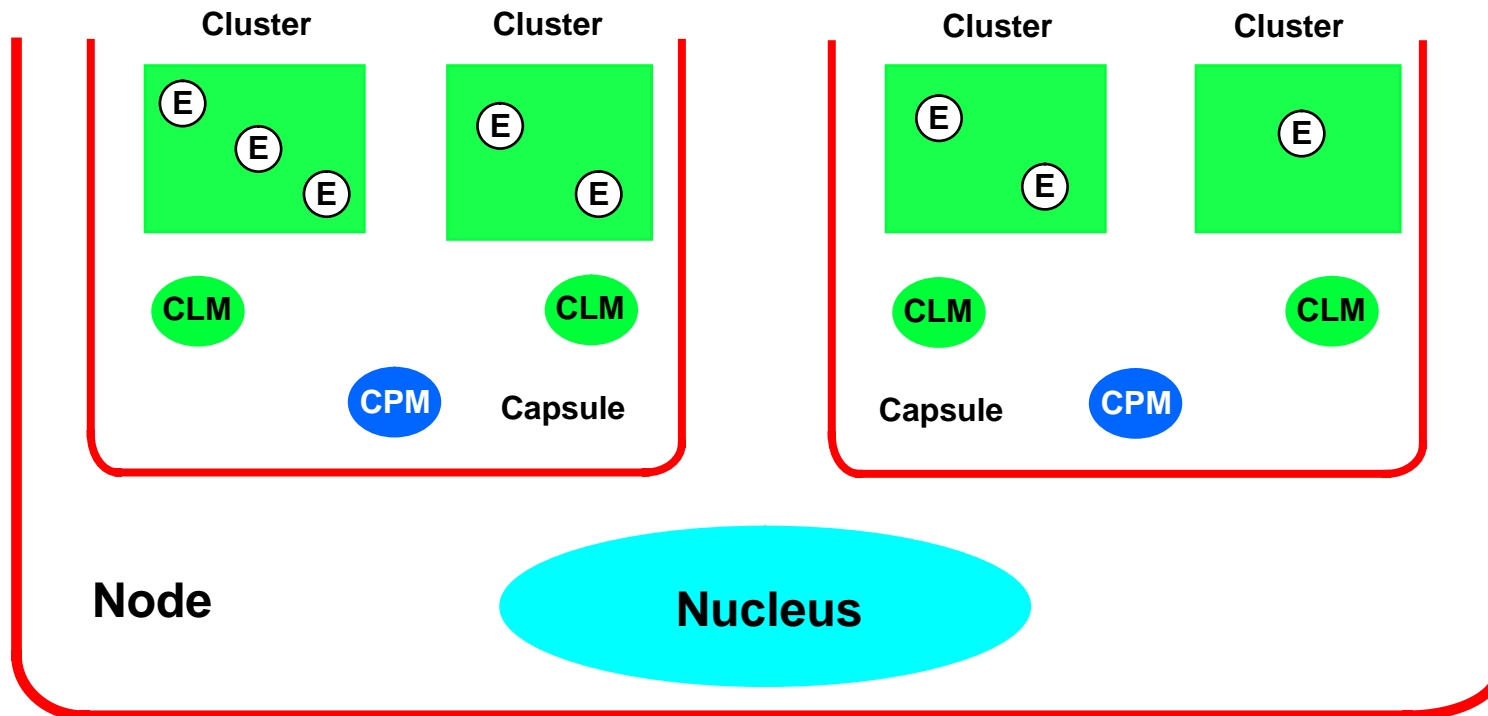 Cluster
Cluster
Cluster
Cluster
E
E
E
E
E
E
E
E
CLM
CLM
CLM
CLM
CPM
Capsule
Capsule
CPM
Node
Nucleus